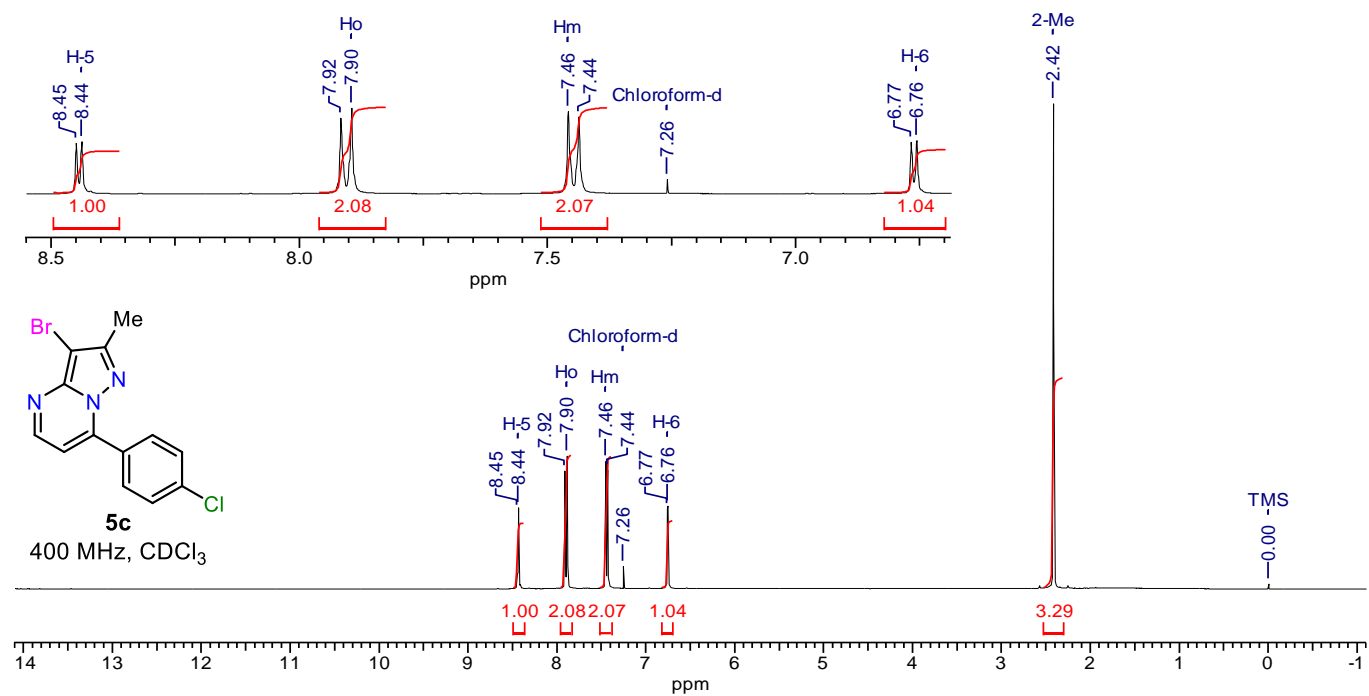 H-5
Ho
Hm
Chloroform-d
H-6
2-Me
8.45
8.44
7.92
7.90
7.46
7.44
7.26
6.77
6.76
2.42
1.00
2.08
2.07
1.04
8.5 8.0 7.5 7.0
ppm
Br
Me
N
N
N
Cl
5c
400 MHz, CDCl₃
H-5
Ho
Chloroform-d
Hm
H-6
TMS
8.45
8.44
7.92
7.90
7.46
7.44
7.26
6.77
6.76
0.00
1.00 2.08 2.07 1.04 3.29
14 13 12 11 10 9 8 7 6 5 4 3 2 1 0 -1
ppm